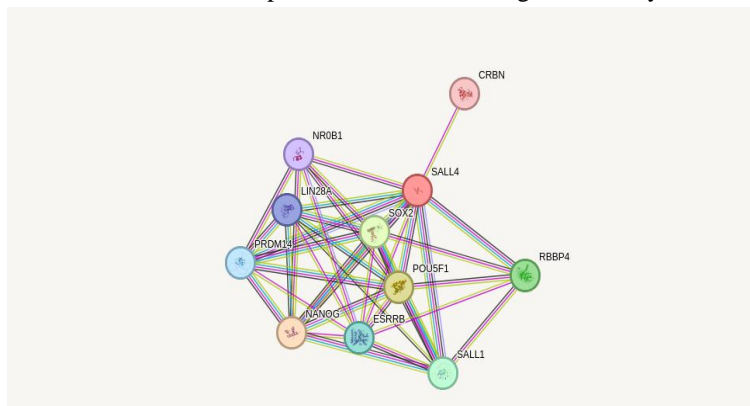 CRBN
NR0B1
SALL4
LIN28A
SOX2
PRDM14
RBBP4
POU5F1
NANOG
ESRRB
SALL1